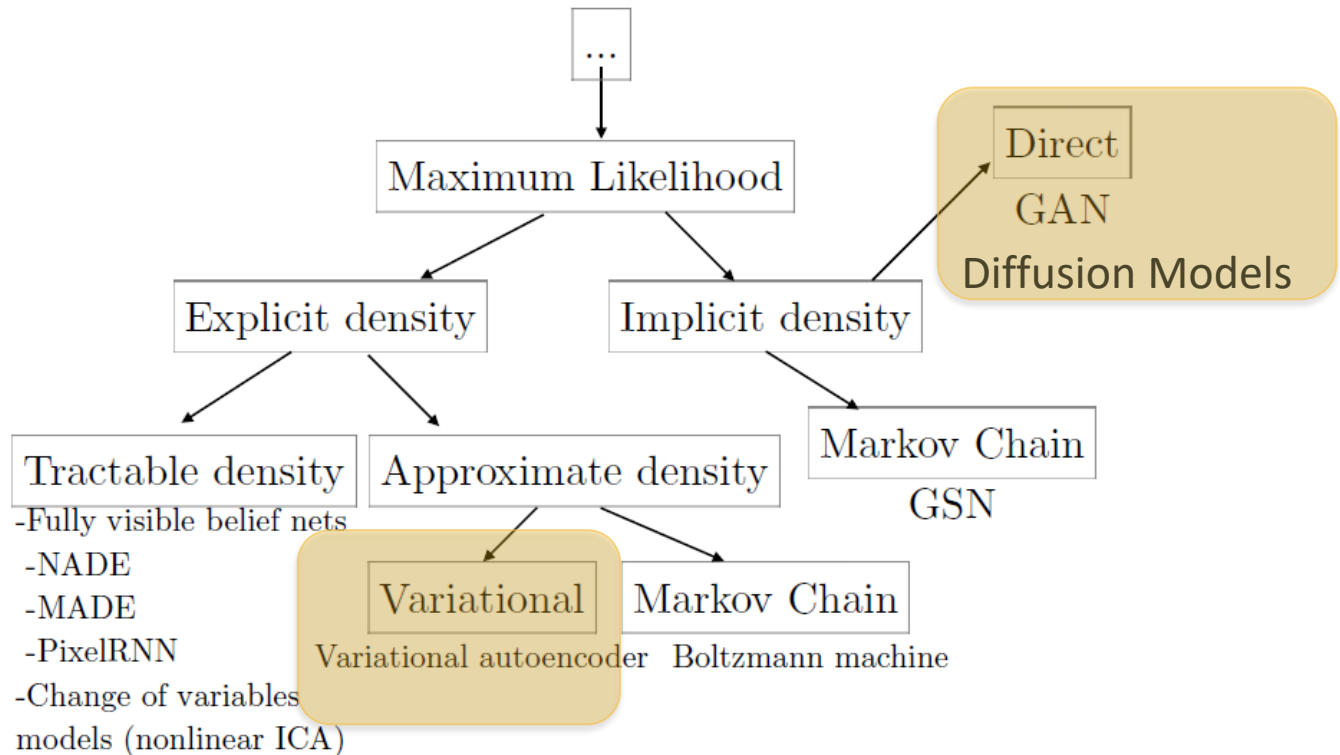 ...
Maximum Likelihood
Direct
GAN
Diffusion Models
Explicit density
Implicit density
Tractable density
-Fully visible belief nets
-NADE
-MADE
-PixelRNN
-Change of variables
models (nonlinear ICA)
Approximate density
Variational
Variational autoencoder
Markov Chain
Boltzmann machine
Markov Chain
GSN